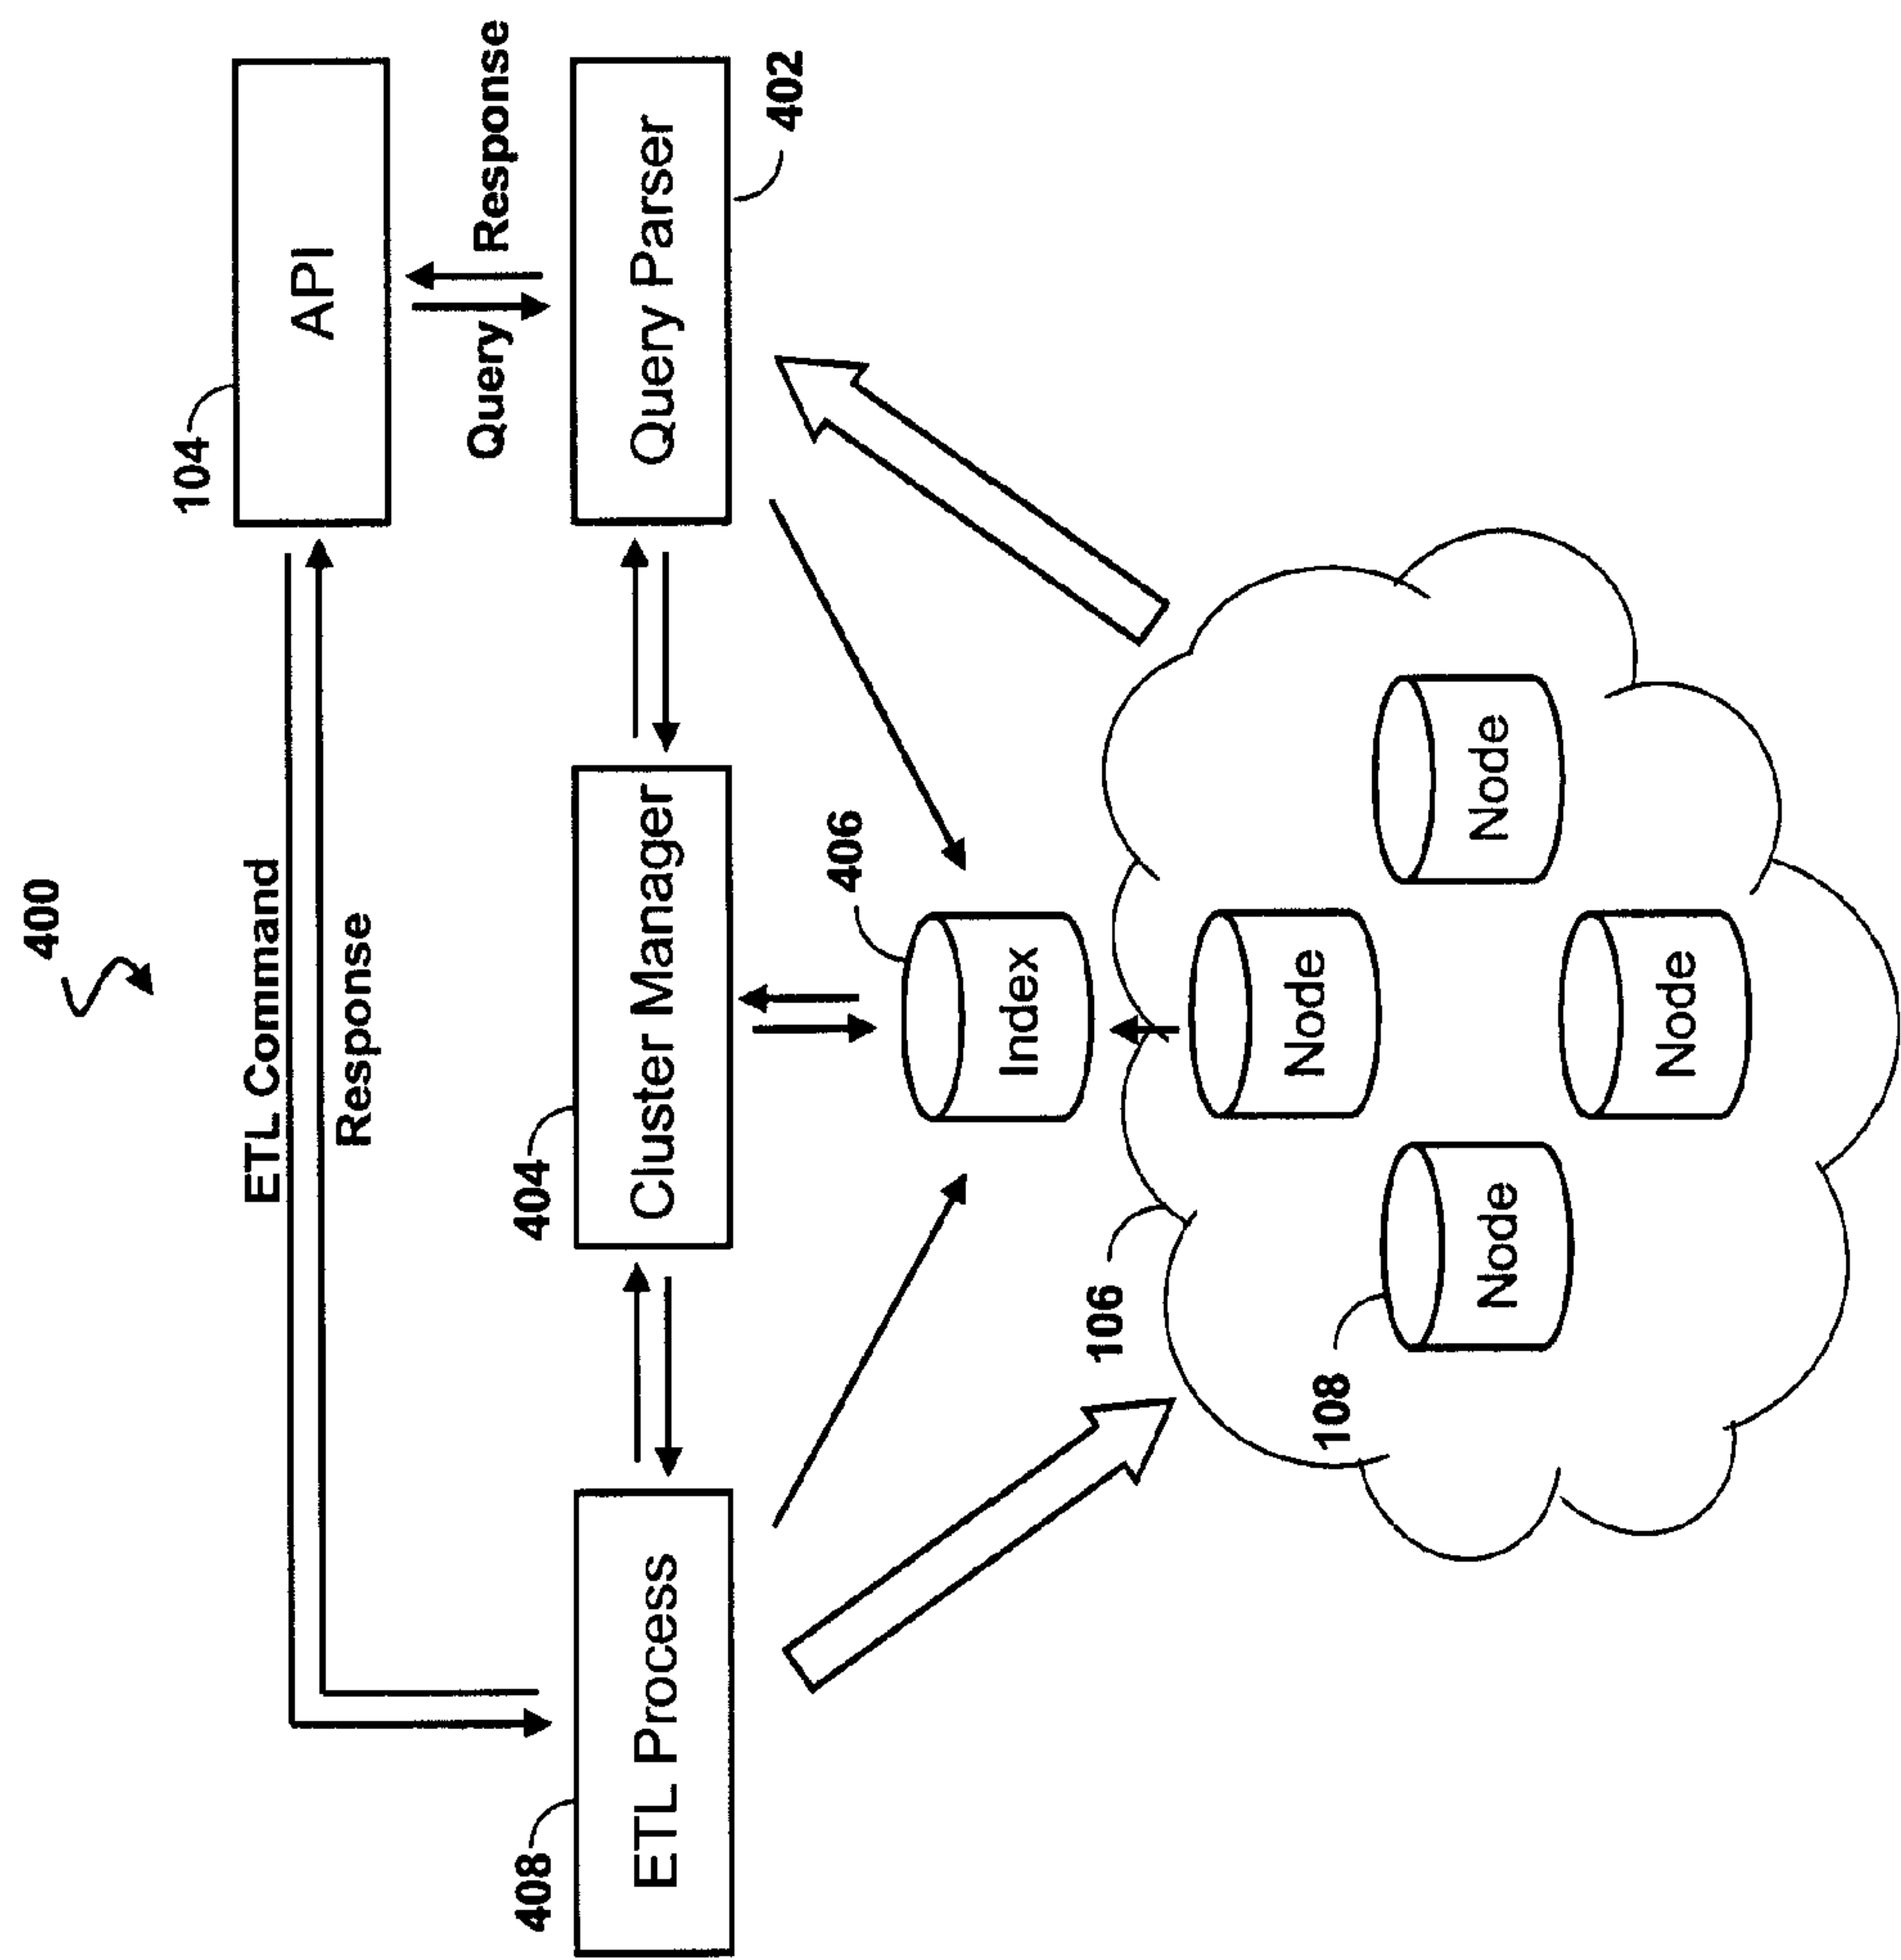 400
ETL Command
Response
104
API
Query
Response
408
ETL Process
404
Cluster Manager
Query Parser
402
406
Index
106
108
Node
Node
Node
Node